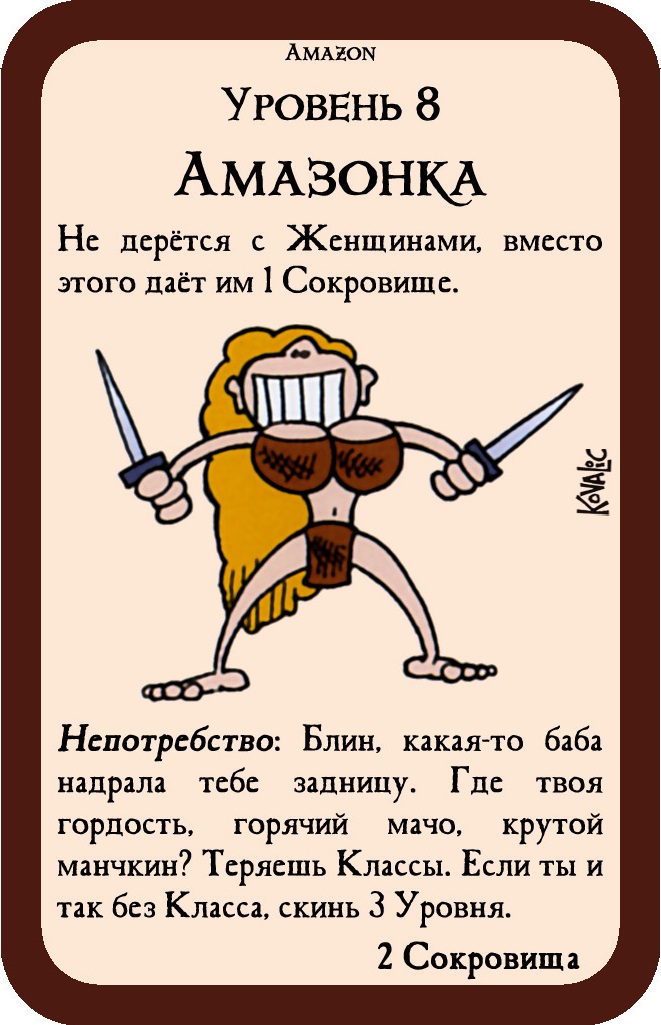 Amazon
Уровень 8
Амазонка
Не дерётся с Женщинами, вместо
этого даёт им 1 Сокровище.
Kovalic
Непотребство: Блин, какая-то баба
надрала тебе задницу. Где твоя
гордость, горячий мачо, крутой
манчкин? Теряешь Классы. Если ты и
так без Класса, скинь 3 Уровня.
2 Сокровища